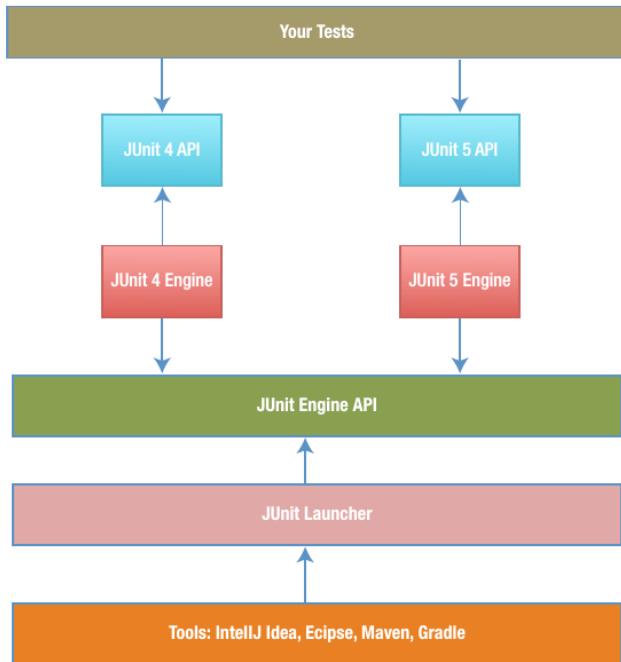 Your Tests
JUnit 4 API
JUnit 5 API
JUnit 4 Engine
JUnit 5 Engine
JUnit Engine API
JUnit Launcher
Tools: IntellJ Idea, Ecipse, Maven, Gradle